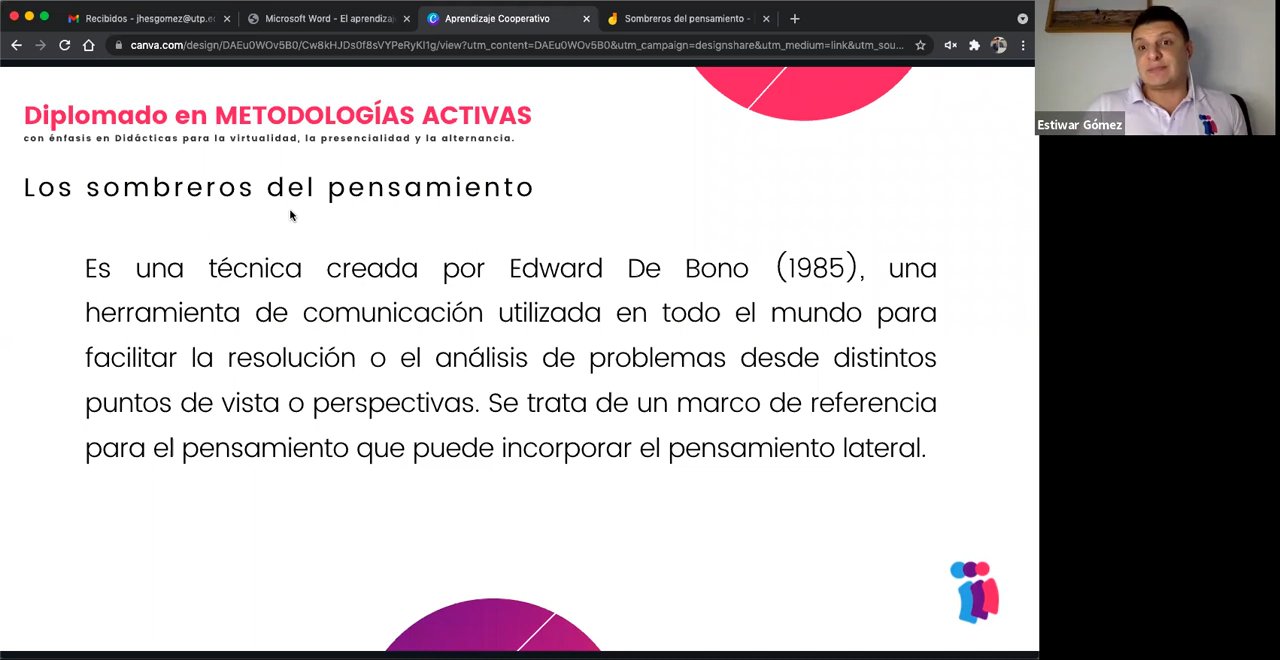 Recibidos - jhesgomez@utp.e
Microsoft Word - El aprendizaj
Aprendizaje Cooperativo
Sombreros del pensamiento -
canva.com/design/DAEu0WOv5B0/Cw8kHJDs0f8sVYPeRyKl1g/view?utm_content=DAEu0WOv5B0&utm_campaign=designshare&utm_medium=link&utm_sou...
Estiwar Gómez
Diplomado en METODOLOGÍAS ACTIVAS
con énfasis en Didácticas para la virtualidad, la presencialidad y la alternancia.
Los sombreros del pensamiento
Es una técnica creada por Edward De Bono (1985), una
herramienta de comunicación utilizada en todo el mundo para
facilitar la resolución o el análisis de problemas desde distintos
puntos de vista o perspectivas. Se trata de un marco de referencia
para el pensamiento que puede incorporar el pensamiento lateral.